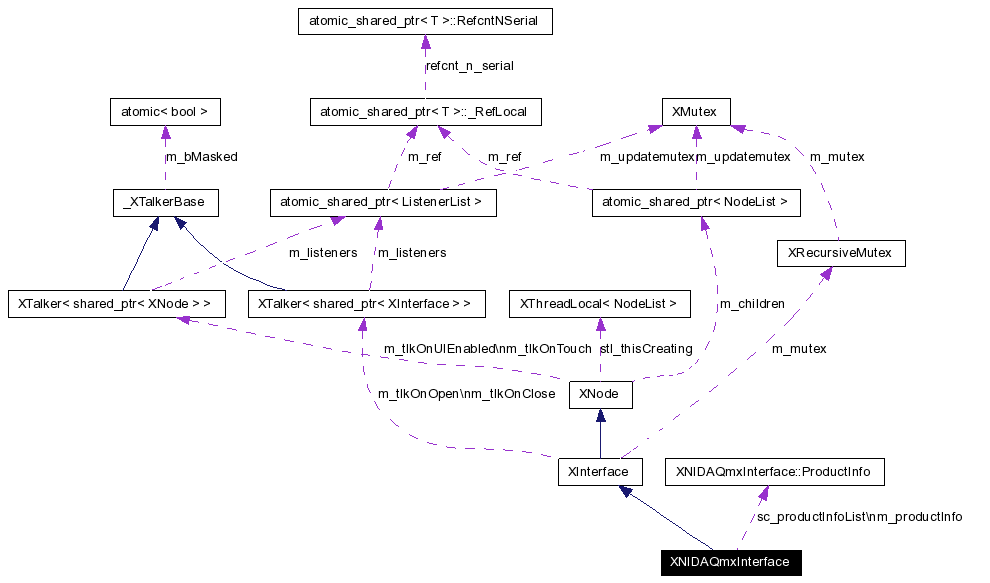 atomic_shared_ptr< T >::RefcntNSerial
refcnt_n_serial
atomic< bool >
atomic_shared_ptr< T >::_RefLocal
XMutex
m_bMasked
m_ref
m_ref
m_updatemutex
m_updatemutex
m_mutex
_XTalkerBase
atomic_shared_ptr< ListenerList >
atomic_shared_ptr< NodeList >
m_listeners
m_listeners
XRecursiveMutex
XTalker< shared_ptr< XNode > >
XTalker< shared_ptr< XInterface > >
XThreadLocal< NodeList >
m_children
m_tlkOnUIEnabled\nm_tlkOnTouch
stl_thisCreating
m_mutex
m_tlkOnOpen\nm_tlkOnClose
XNode
XInterface
XNIDAQmxInterface::ProductInfo
sc_productInfoList\nm_productInfo
XNIDAQmxInterface